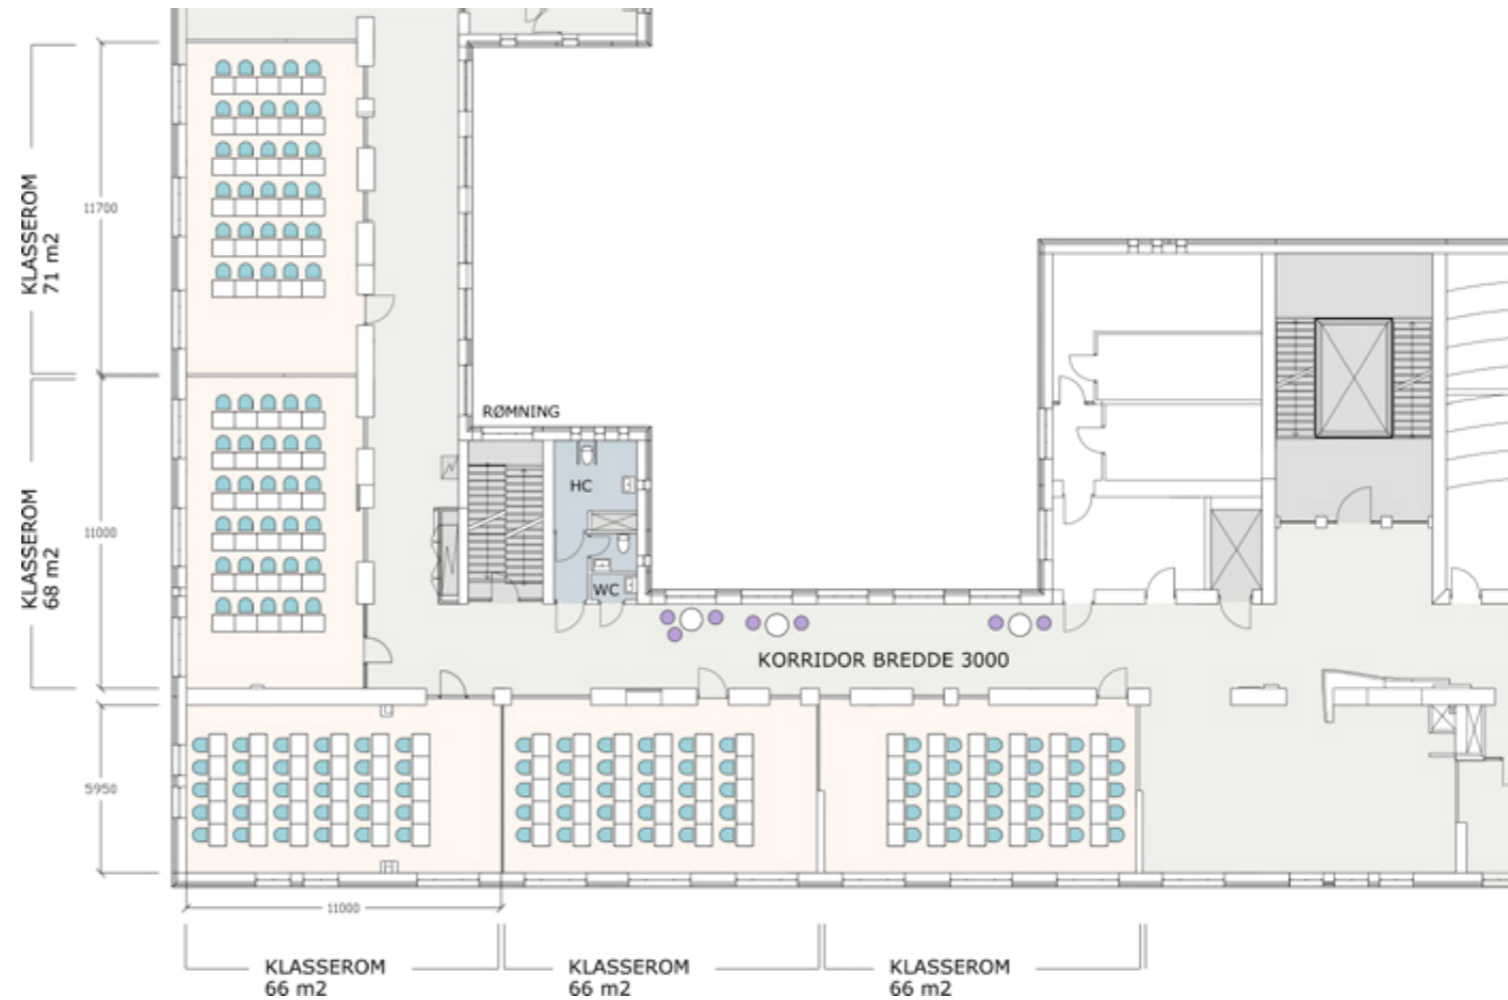 KLASSEROM
71 m2
11700
KLASSEROM
68 m2
11000
5950
RØMNING
HC
WC
KORRIDOR BREDDE 3000
11000
KLASSEROM
66 m2
KLASSEROM
66 m2
KLASSEROM
66 m2